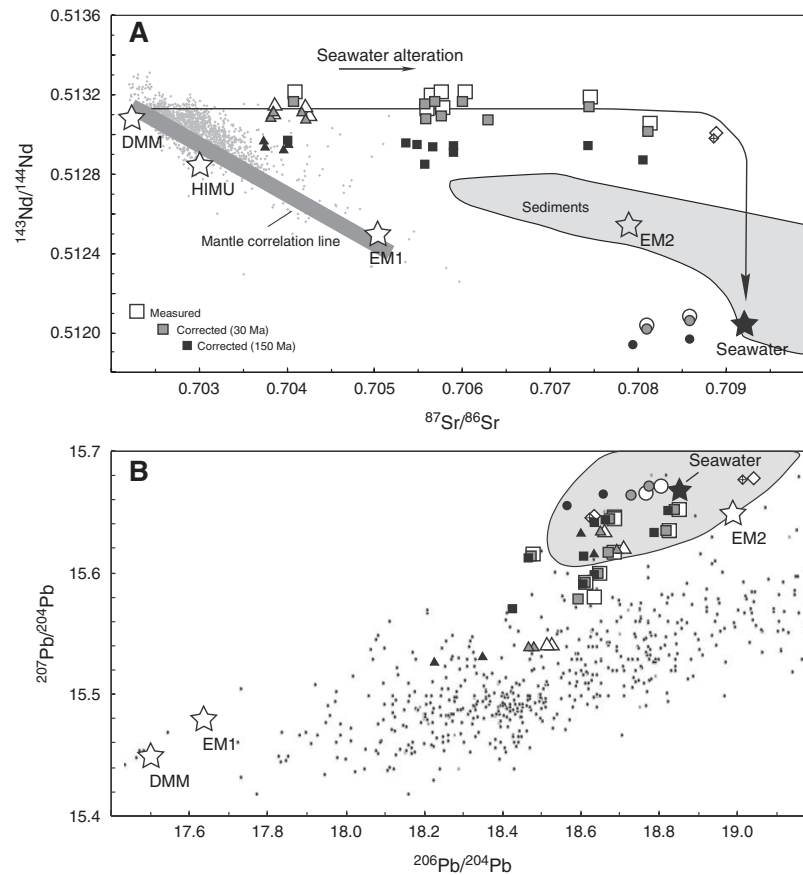 A
Seawater alteration
DMM
HIMU
Mantle correlation line
EM1
Sediments
EM2
Seawater
Measured
Corrected (30 Ma)
Corrected (150 Ma)
0.5136
0.5132
0.5128
0.5124
0.5120
¹⁴³Nd/¹⁴⁴Nd
0.703 0.704 0.705 0.706 0.707 0.708 0.709
⁸⁷Sr/⁸⁶Sr
B
Seawater
EM2
EM1
DMM
15.7
15.6
15.5
15.4
²⁰⁷Pb/²⁰⁴Pb
17.6 17.8 18.0 18.2 18.4 18.6 18.8 19.0
²⁰⁶Pb/²⁰⁴Pb